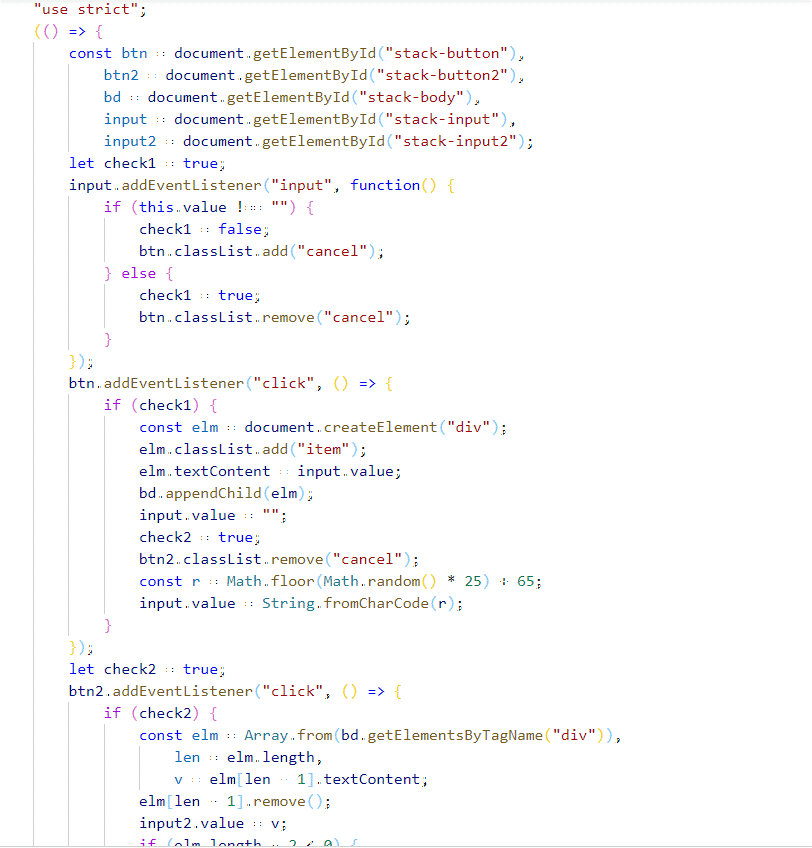 "use strict";
(() => {
const btn = document.getElementById("stack-button"),
btn2 = document.getElementById("stack-button2"),
bd = document.getElementById("stack-body"),
input = document.getElementById("stack-input"),
input2 = document.getElementById("stack-input2");
let check1 = true;
input.addEventListener("input", function() {
if (this.value !== "") {
check1 = false;
btn.classList.add("cancel");
} else {
check1 = true;
btn.classList.remove("cancel");
}
});
btn.addEventListener("click", () => {
if (check1) {
const elm = document.createElement("div");
elm.classList.add("item");
elm.textContent = input.value;
bd.appendChild(elm);
input.value = "";
check2 = true;
btn2.classList.remove("cancel");
const r = Math.floor(Math.random() * 25) + 65;
input.value = String.fromCharCode(r);
}
});
let check2 = true;
btn2.addEventListener("click", () => {
if (check2) {
const elm = Array.from(bd.getElementsByTagName("div")),
len = elm.length,
v = elm[len - 1].textContent;
elm[len - 1].remove();
input2.value = v;
if (elm.length - 2 < 0) {